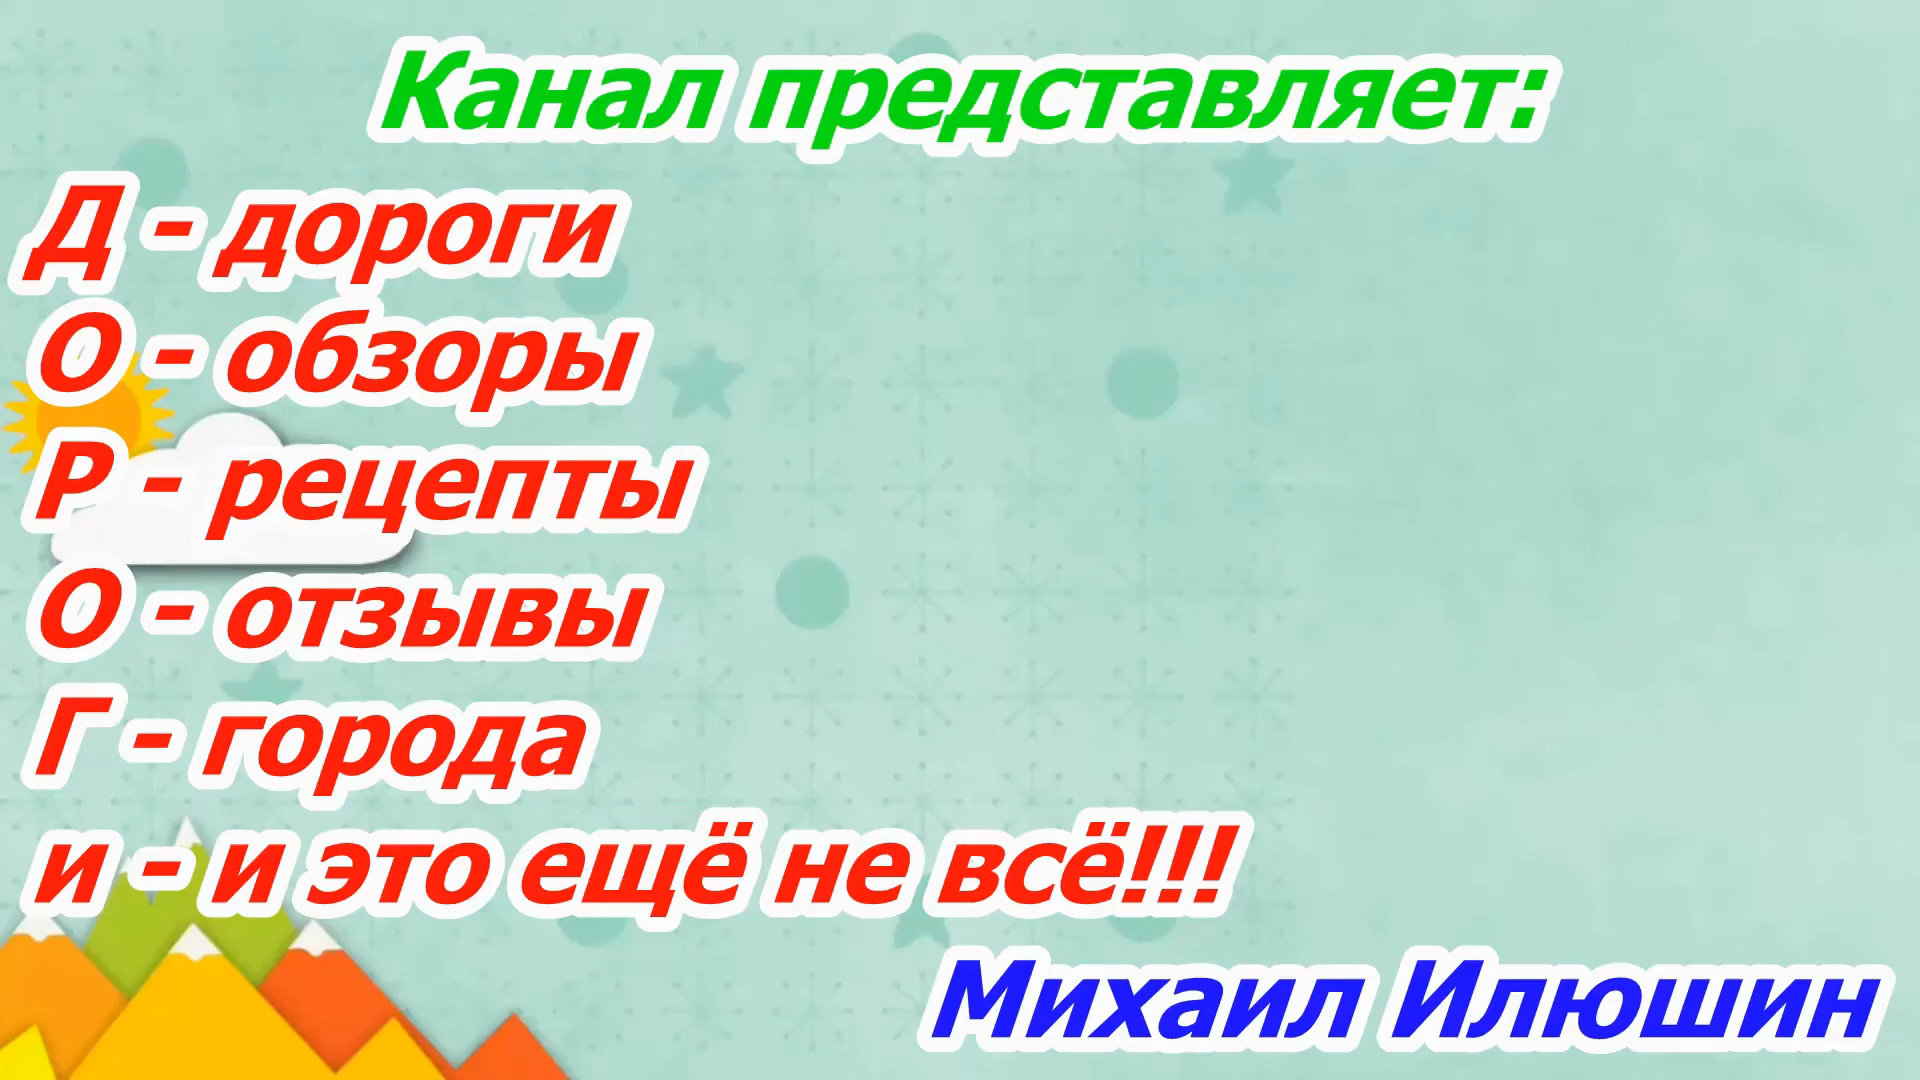 Канал представляет:
Д - дороги
О - обзоры
Р - рецепты
О - отзывы
Г - города
и - и это ещё не всё!!!
Михаил Илюшин